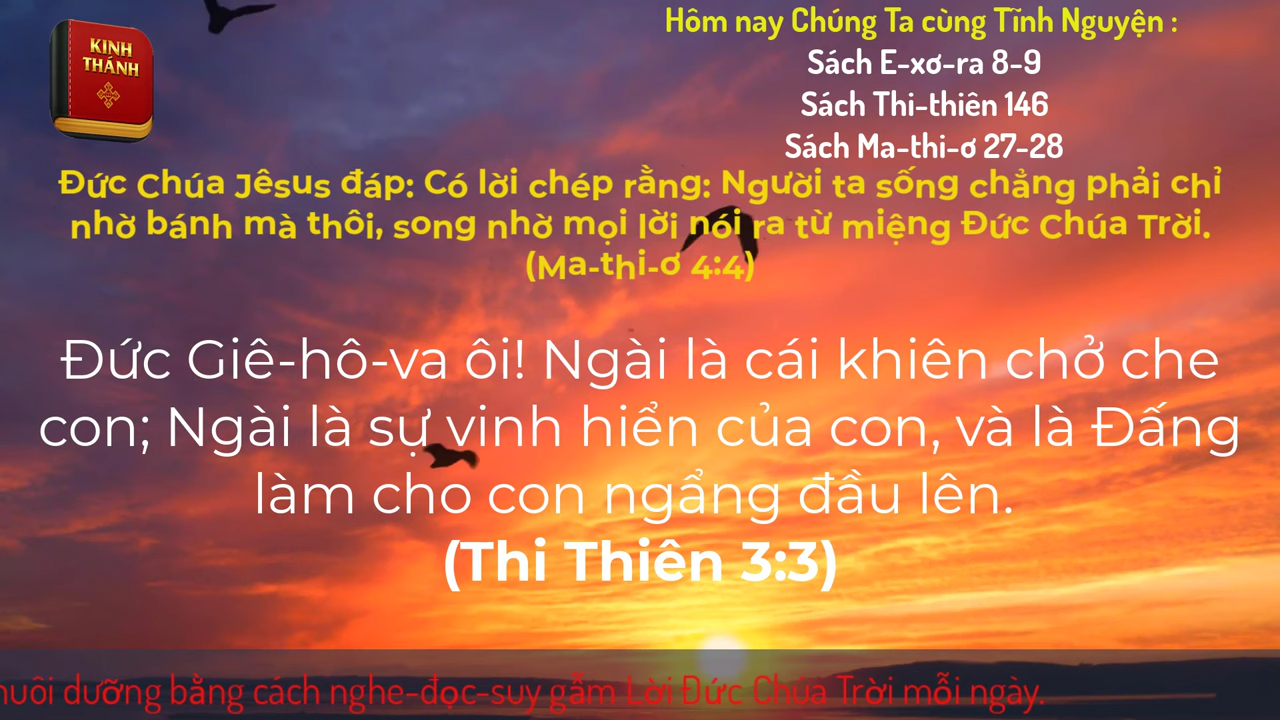 KINH
THÁNH
Hôm nay Chúng Ta cùng Tĩnh Nguyện :
Sách E-xơ-ra 8-9
Sách Thi-thiên 146
Sách Ma-thi-ơ 27-28
Đức Chúa Jêsus đáp: Có lời chép rằng: Người ta sống chẳng phải chỉ
nhờ bánh mà thôi, song nhờ mọi lời nói ra từ miệng Đức Chúa Trời.
(Ma-thi-ơ 4:4)
Đức Giê-hô-va ôi! Ngài là cái khiên chở che
con; Ngài là sự vinh hiển của con, và là Đấng
làm cho con ngẩng đầu lên.
(Thi Thiên 3:3)
dưỡng bằng cách nghe-đọc-suy gẫm Lời Đức Chúa Trời mỗi ngày.